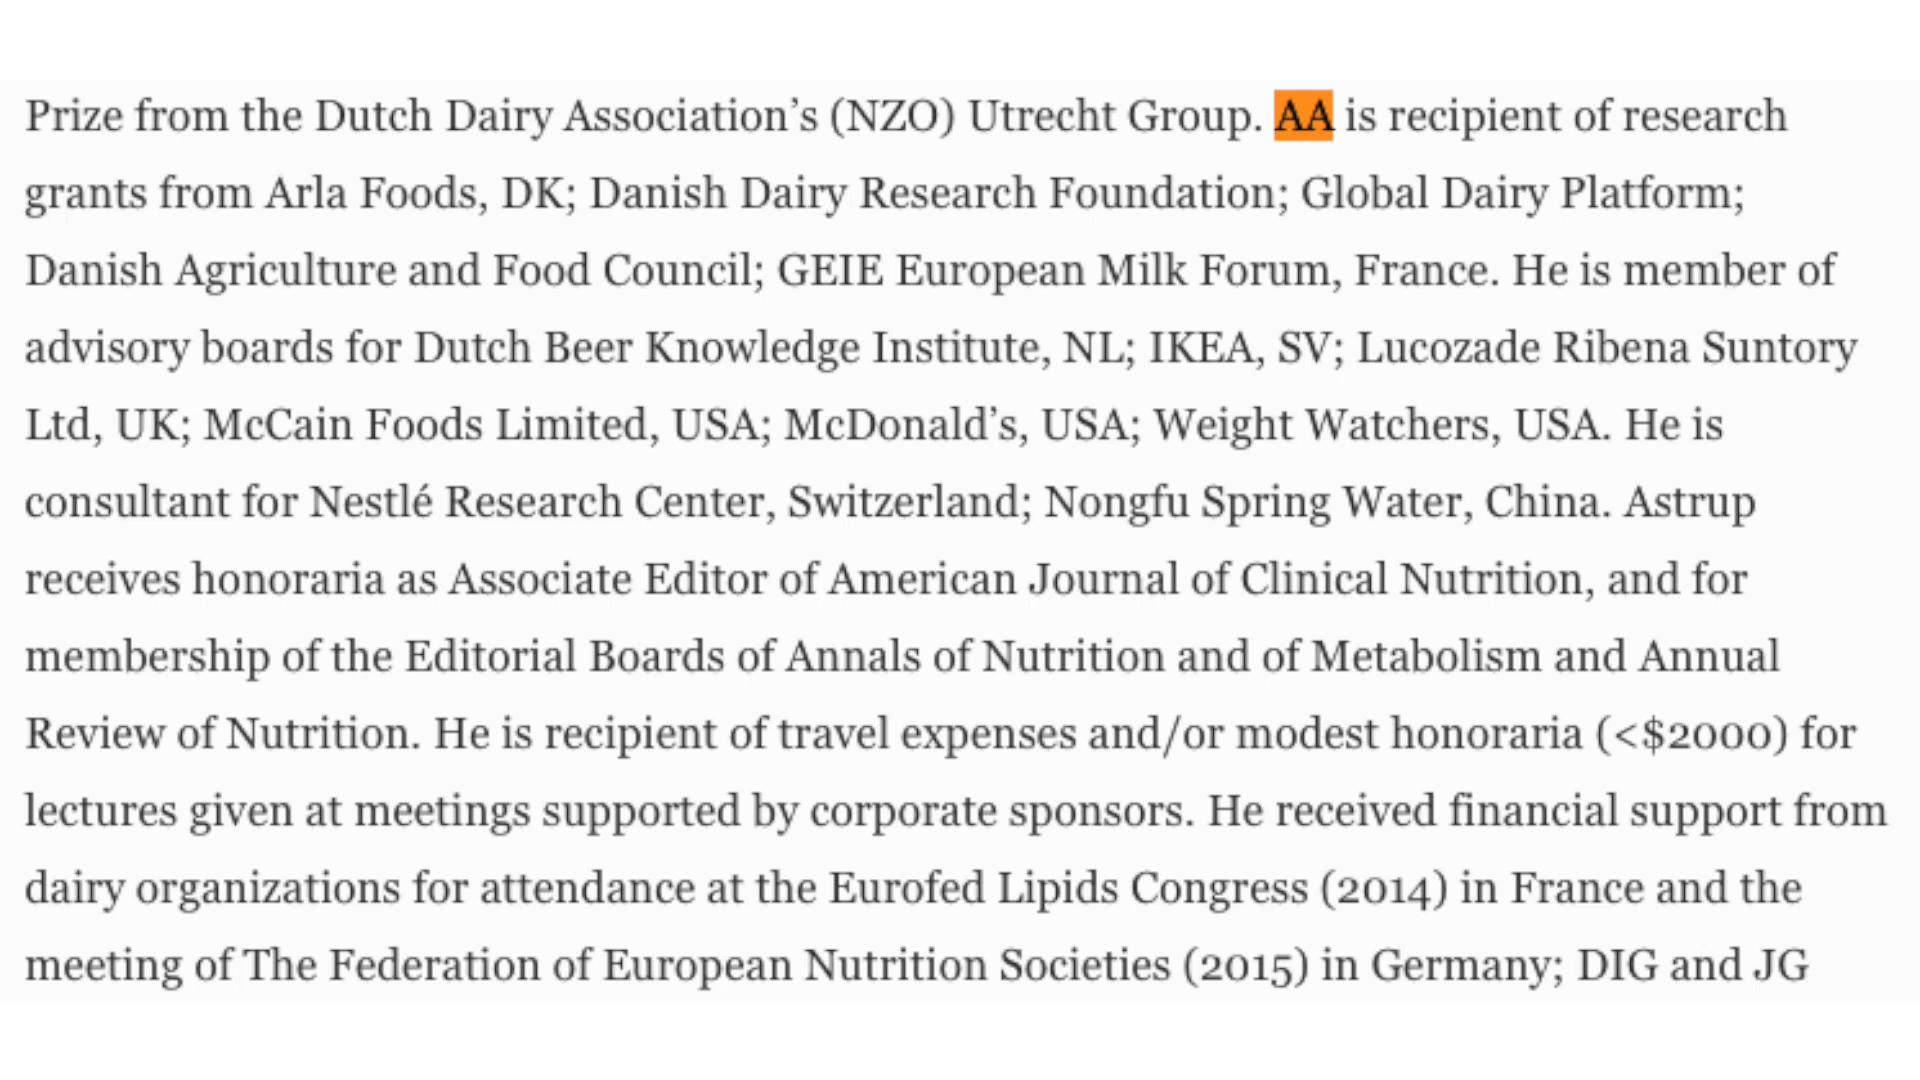 Prize from the Dutch Dairy Association’s (NZO) Utrecht Group. AA is recipient of research
grants from Arla Foods, DK; Danish Dairy Research Foundation; Global Dairy Platform;
Danish Agriculture and Food Council; GEIE European Milk Forum, France. He is member of
advisory boards for Dutch Beer Knowledge Institute, NL; IKEA, SV; Lucozade Ribena Suntory
Ltd, UK; McCain Foods Limited, USA; McDonald’s, USA; Weight Watchers, USA. He is
consultant for Nestlé Research Center, Switzerland; Nongfu Spring Water, China. Astrup
receives honoraria as Associate Editor of American Journal of Clinical Nutrition, and for
membership of the Editorial Boards of Annals of Nutrition and of Metabolism and Annual
Review of Nutrition. He is recipient of travel expenses and/or modest honoraria (<$2000) for
lectures given at meetings supported by corporate sponsors. He received financial support from
dairy organizations for attendance at the Eurofed Lipids Congress (2014) in France and the
meeting of The Federation of European Nutrition Societies (2015) in Germany; DIG and JG